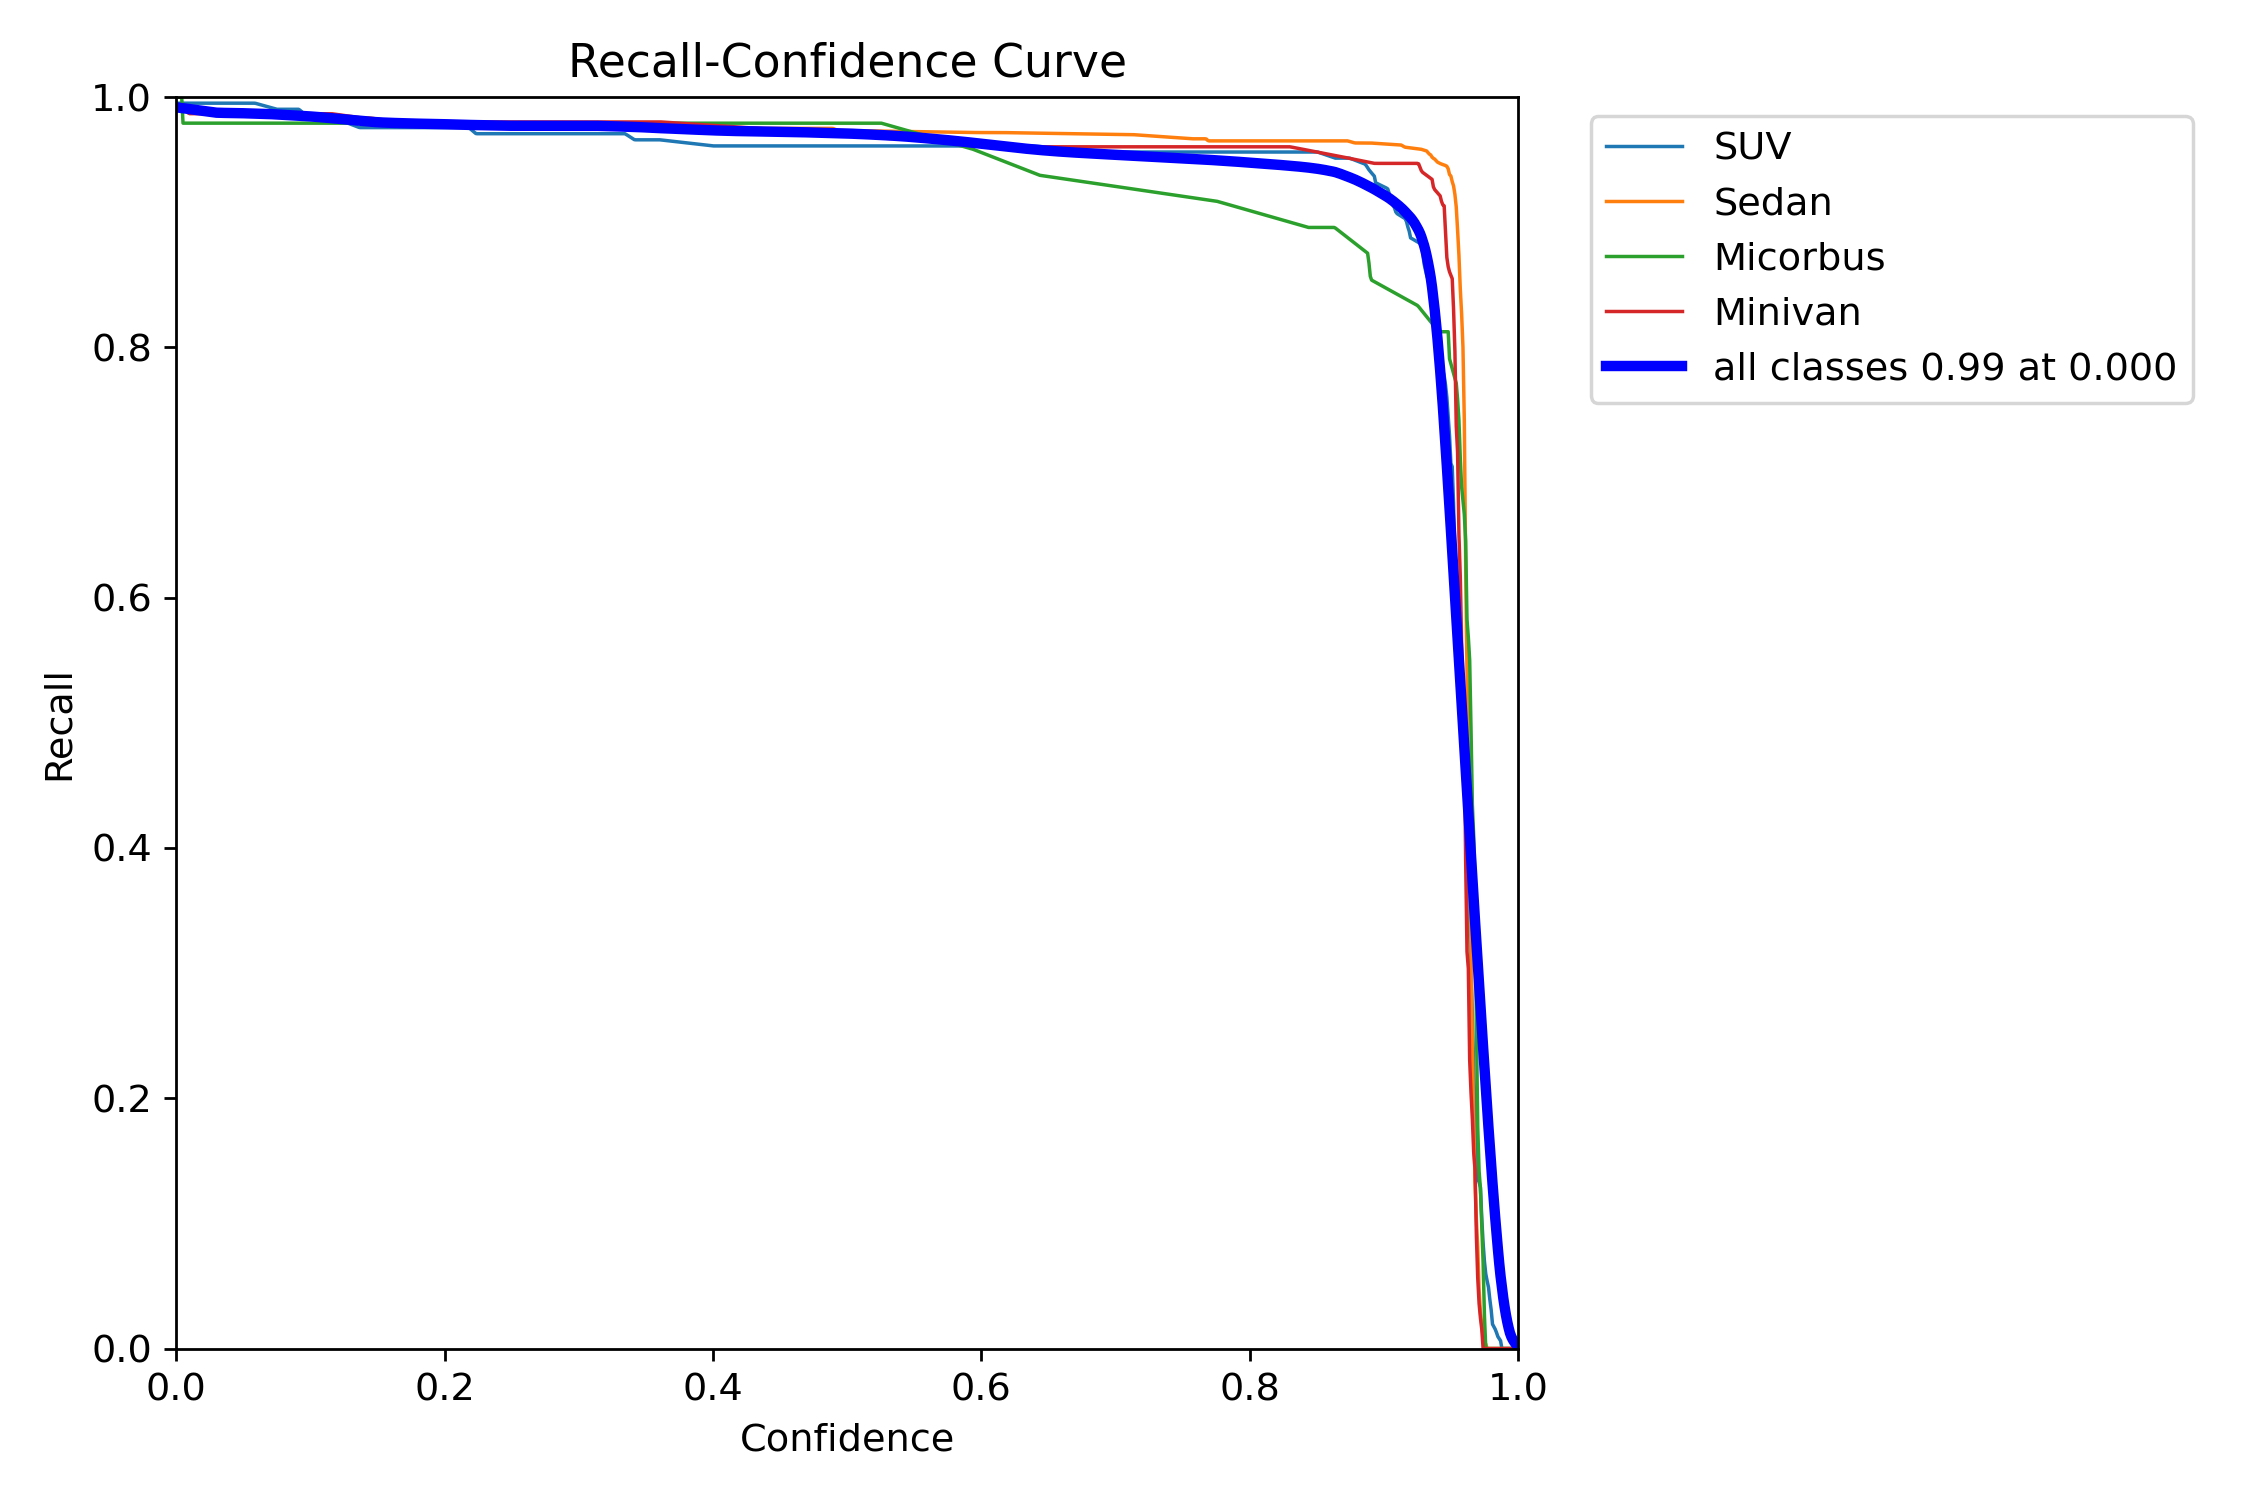 Recall-Confidence Curve
1.0
0.8
0.6
0.4
0.2
0.0
Recall
0.0 0.2 0.4 0.6 0.8 1.0
Confidence
SUV
Sedan
Micorbus
Minivan
all classes 0.99 at 0.000